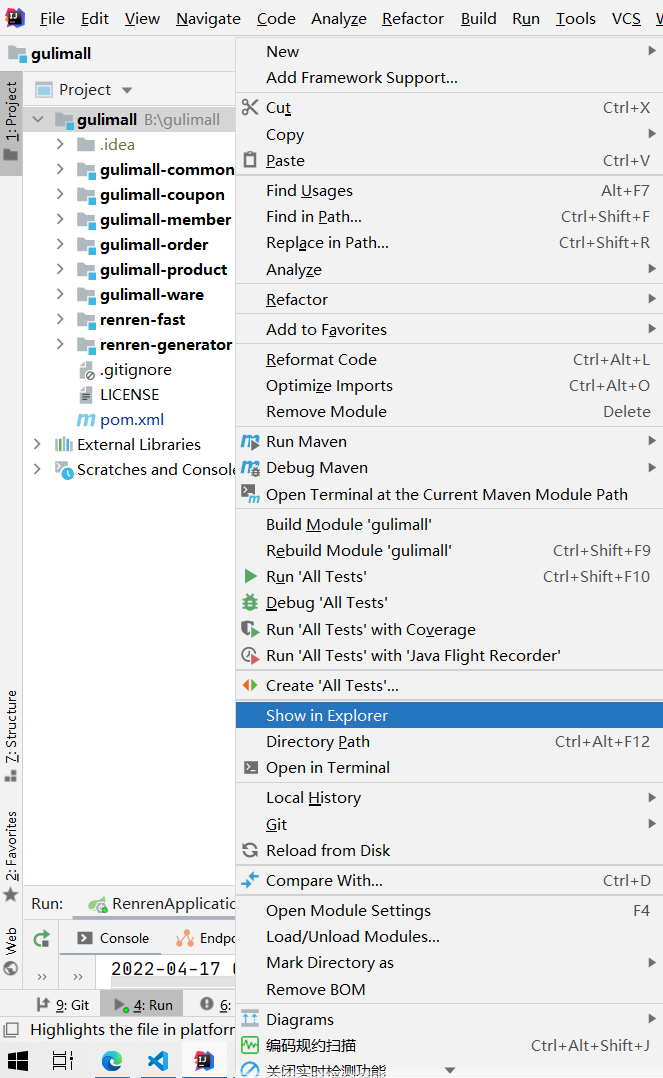 File Edit View Navigate Code Analyze Refactor Build Run Tools VCS
gulimall
1: Project
Project
gulimall B:\gulimall
.idea
gulimall-common
gulimall-coupon
gulimall-member
gulimall-order
gulimall-product
gulimall-ware
renren-fast
renren-generator
.gitignore
LICENSE
pom.xml
External Libraries
Scratches and Console
New
Add Framework Support...
Cut Ctrl+X
Copy
Paste Ctrl+V
Find Usages Alt+F7
Find in Path... Ctrl+Shift+F
Replace in Path... Ctrl+Shift+R
Analyze
Refactor
Add to Favorites
Reformat Code Ctrl+Alt+L
Optimize Imports Ctrl+Alt+O
Remove Module Delete
Run Maven
Debug Maven
Open Terminal at the Current Maven Module Path
Build Module 'gulimall'
Rebuild Module 'gulimall' Ctrl+Shift+F9
Run 'All Tests' Ctrl+Shift+F10
Debug 'All Tests'
Run 'All Tests' with Coverage
Run 'All Tests' with 'Java Flight Recorder'
Create 'All Tests'...
Show in Explorer
Directory Path Ctrl+Alt+F12
Open in Terminal
Local History
Git
Reload from Disk
Compare With... Ctrl+D
Open Module Settings F4
Load/Unload Modules...
Mark Directory as
Remove BOM
Diagrams
编码规约扫描 Ctrl+Alt+Shift+J
关闭实时检测功能
7: Structure
2: Favorites
Web
Run: RenrenApplicatio
Console Endpo
2022-04-17
9: Git 4: Run 6:
Highlights the file in platform